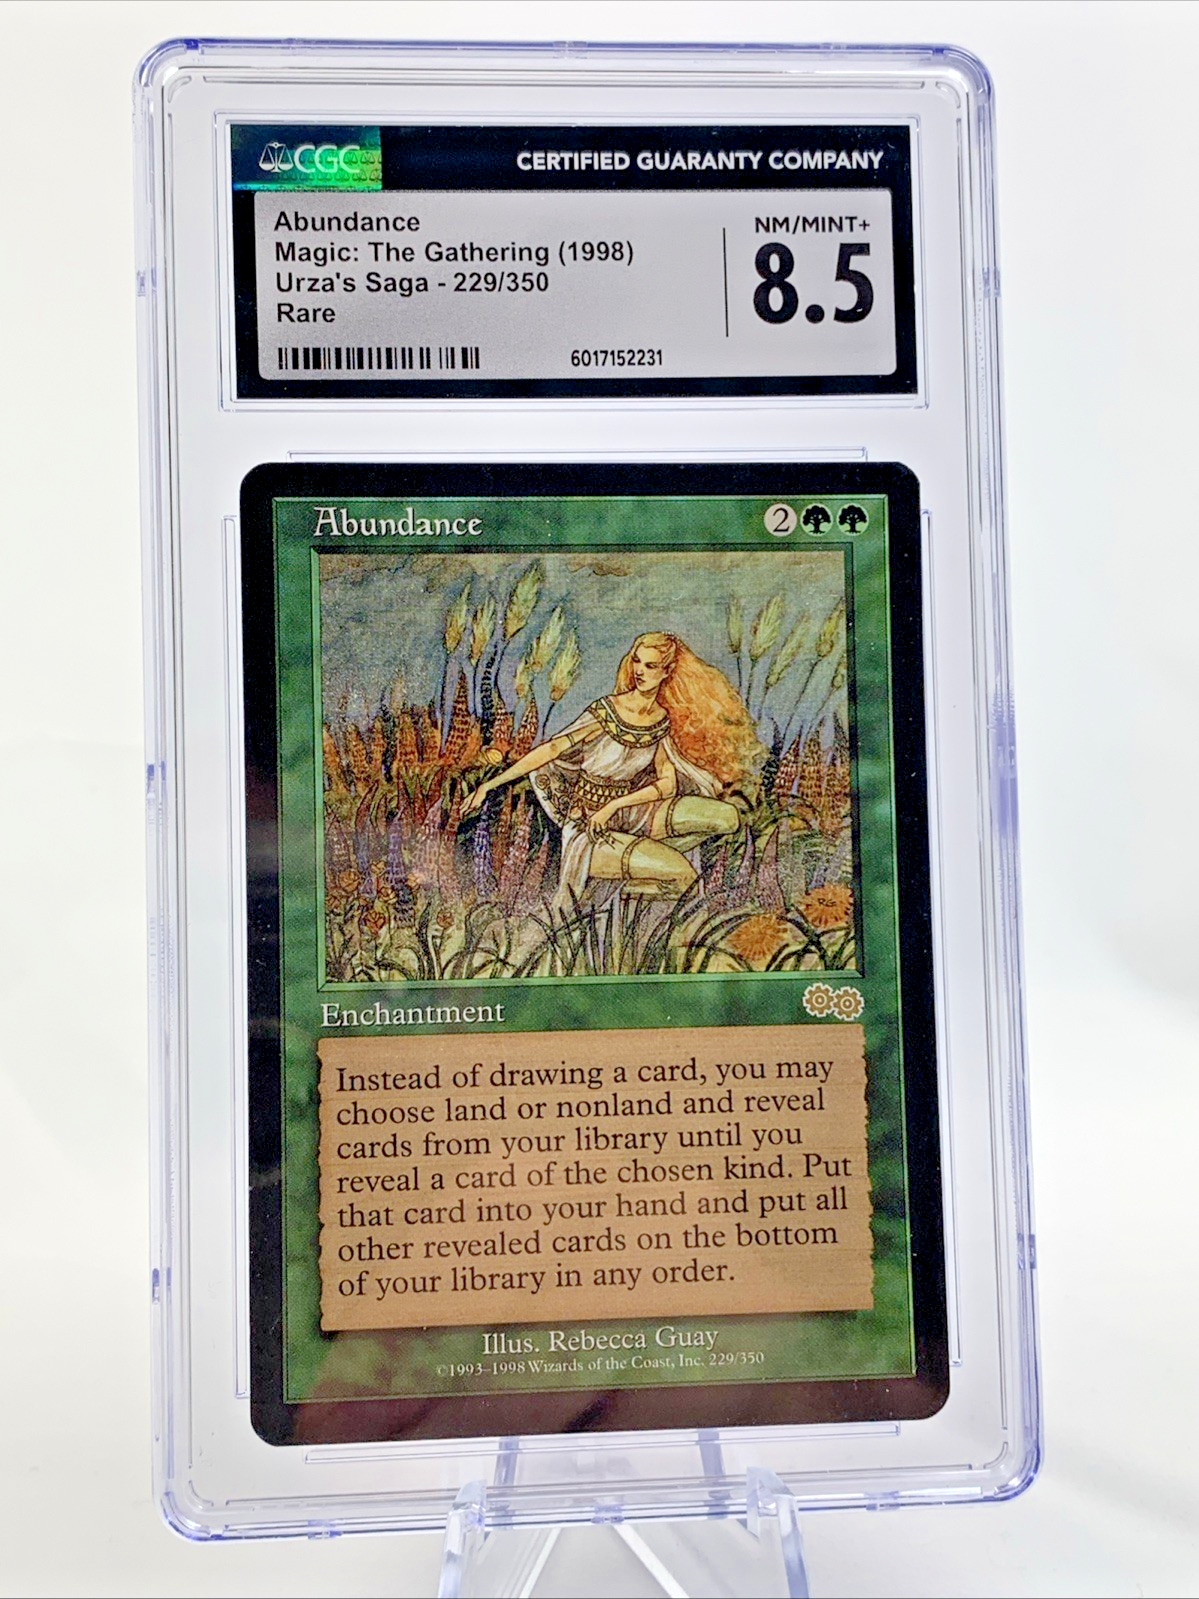 CGC
CERTIFIED GUARANTY COMPANY
Abundance
Magic: The Gathering (1998)
Urza's Saga - 229/350
Rare
NM/MINT+
8.5
6017152231
Abundance
2
RG
Enchantment
Instead of drawing a card, you may
choose land or nonland and reveal
cards from your library until you
reveal a card of the chosen kind. Put
that card into your hand and put all
other revealed cards on the bottom
of your library in any order.
Illus. Rebecca Guay
©1993–1998 Wizards of the Coast, Inc. 229/350